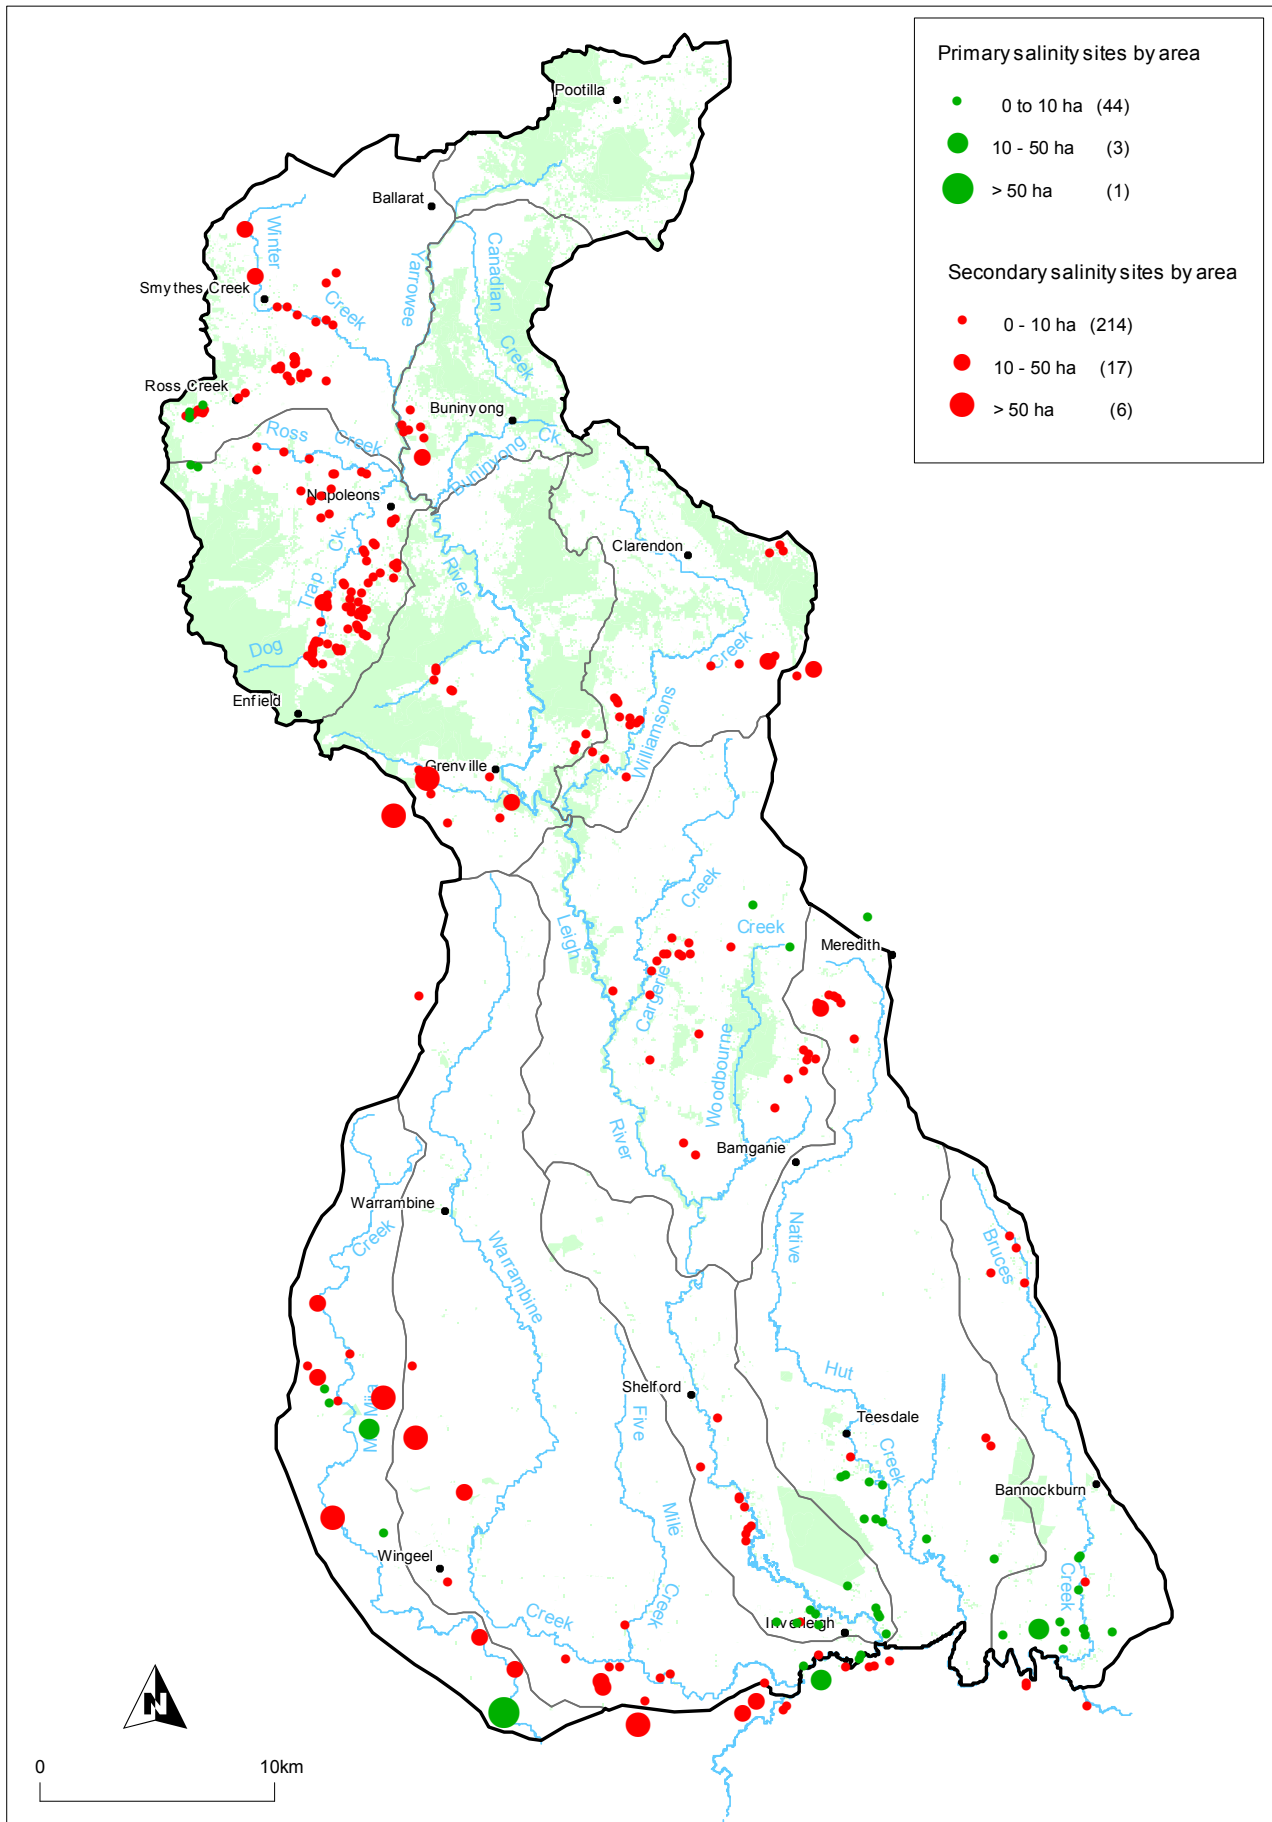 Primary salinity sites by area
0 to 10 ha (44)
10 - 50 ha (3)
> 50 ha (1)
Secondary salinity sites by area
0 - 10 ha (214)
10 - 50 ha (17)
> 50 ha (6)
Pootilla
Ballarat
Winter
Creek
Yarrowee
Canadian
Creek
Smythes Creek
Ross Creek
Buninyong
Buninyong
Ck.
Ross
Creek
Napoleons
Trap
Ck.
Dog
River
Clarendon
Creek
Williamsons
Enfield
Grenville
Creek
Creek
Meredith
Leigh
Cargerie
Woodbourne
River
Bamganie
Warrambine
Creek
Warrambine
Native
Bruces
Hut
Shelford
Five
Teesdale
Creek
Mile
Bannockburn
Wingeel
Creek
Creek
Creek
Inverleigh
N
0
10km